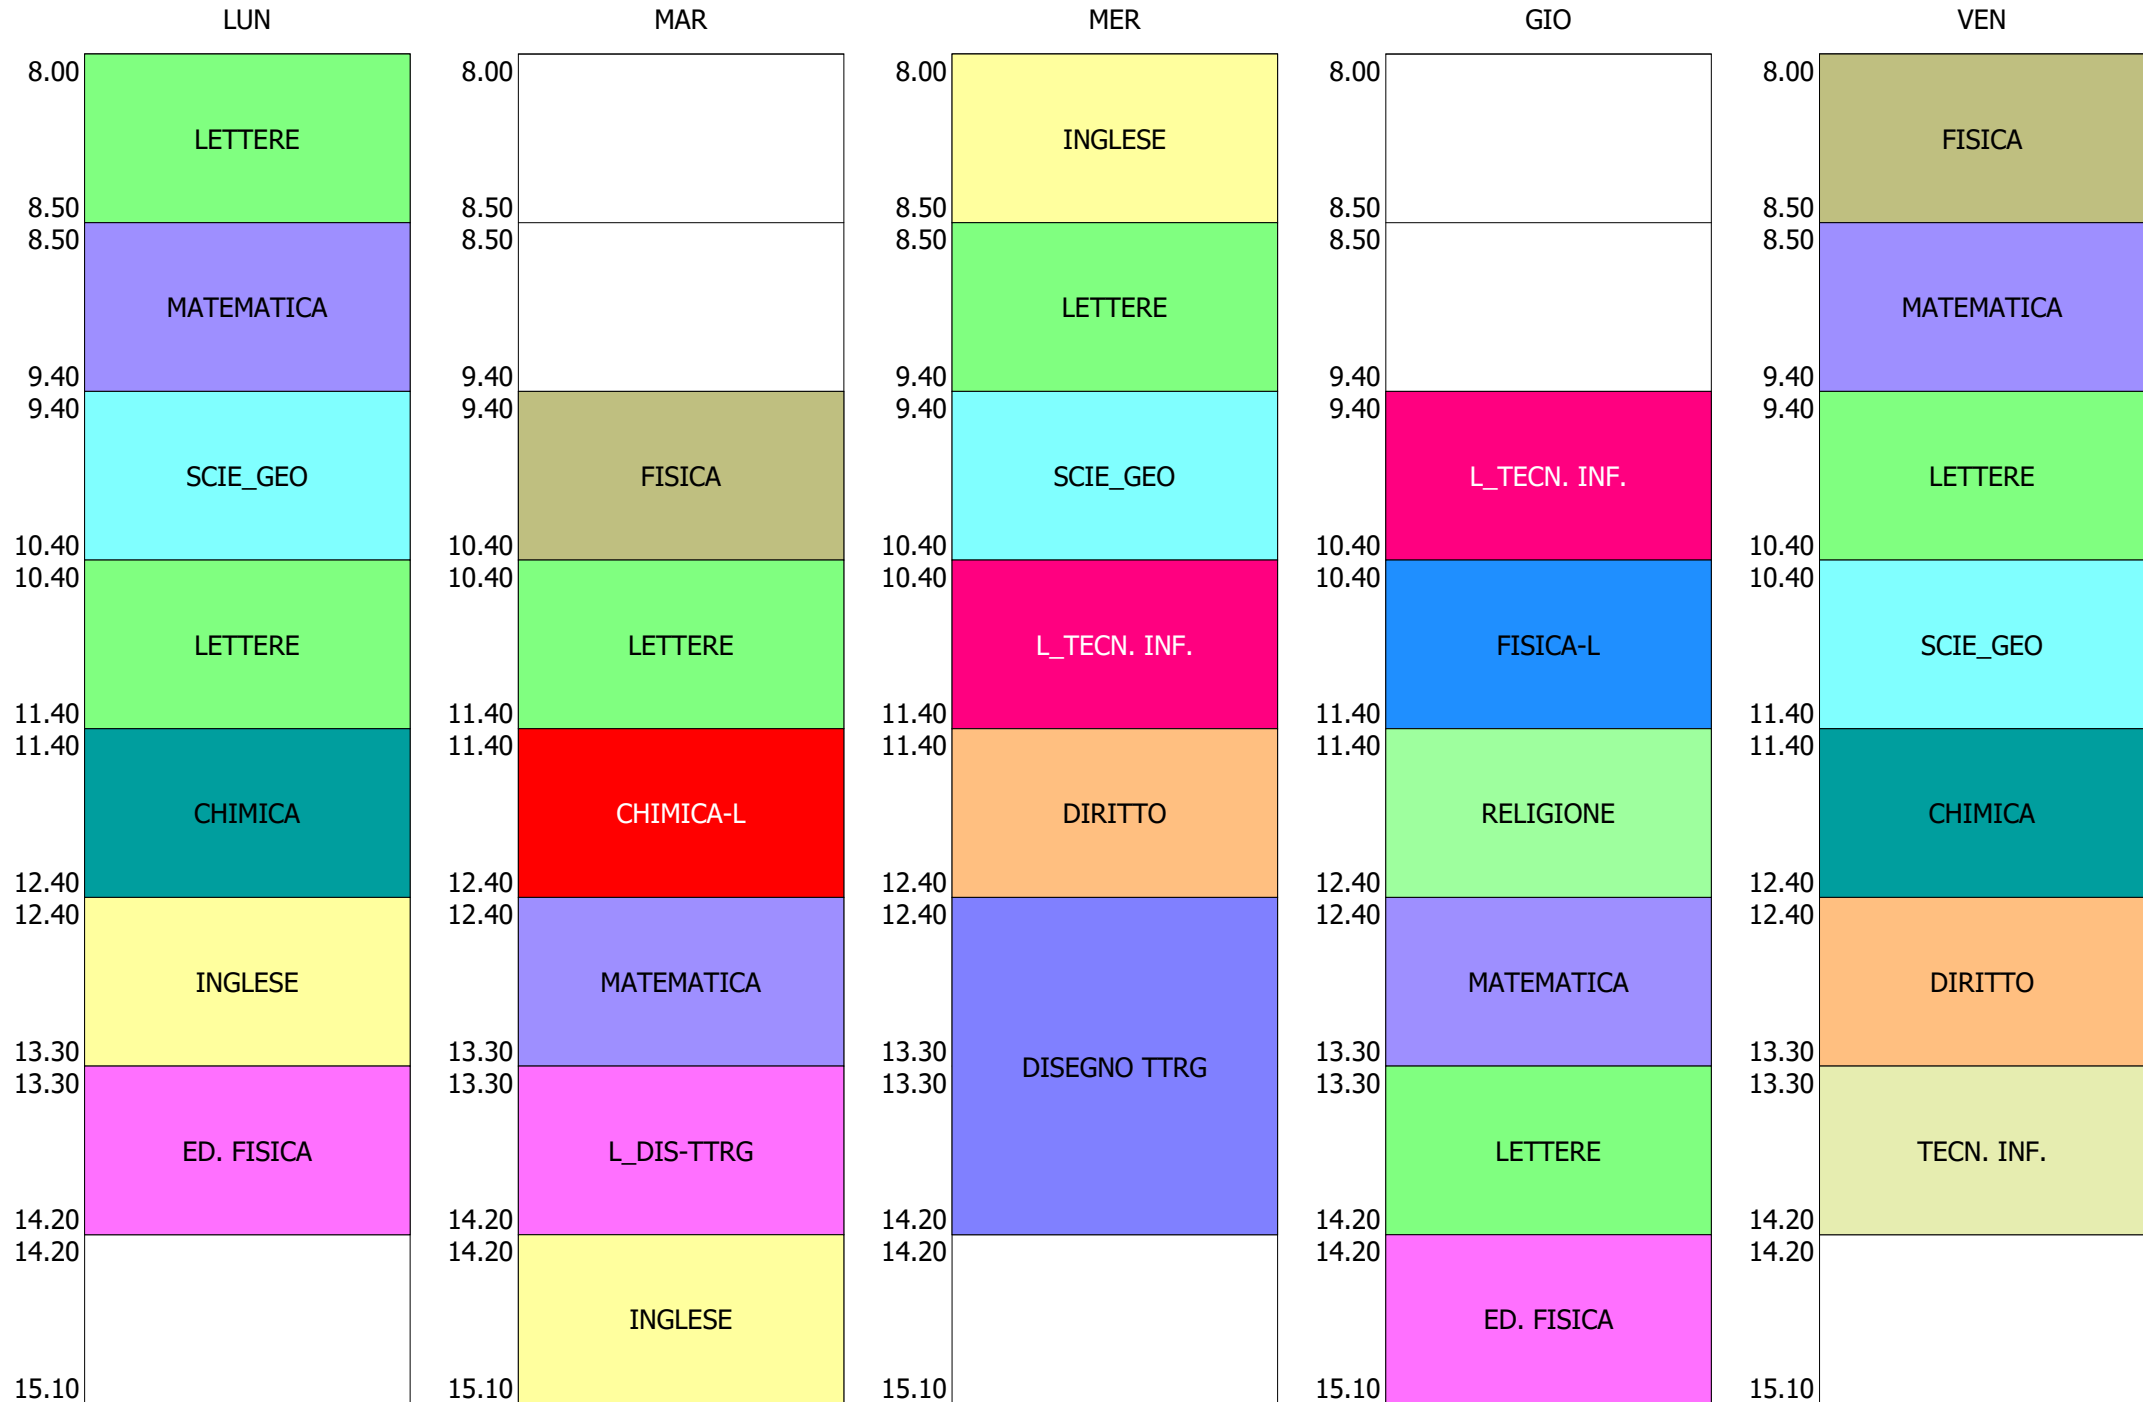 LUN MAR MER GIO VEN
8.00 8.00 8.00 8.00 8.00
LETTERE INGLESE FISICA
8.50 8.50 8.50 8.50 8.50
8.50 8.50 8.50 8.50 8.50
MATEMATICA LETTERE MATEMATICA
9.40 9.40 9.40 9.40 9.40
9.40 9.40 9.40 9.40 9.40
SCIE_GEO FISICA SCIE_GEO L_TECN. INF. LETTERE
10.40 10.40 10.40 10.40 10.40
10.40 10.40 10.40 10.40 10.40
LETTERE LETTERE L_TECN. INF. FISICA-L SCIE_GEO
11.40 11.40 11.40 11.40 11.40
11.40 11.40 11.40 11.40 11.40
CHIMICA CHIMICA-L DIRITTO RELIGIONE CHIMICA
12.40 12.40 12.40 12.40 12.40
12.40 12.40 12.40 12.40 12.40
INGLESE MATEMATICA MATEMATICA DIRITTO
13.30 13.30 13.30 13.30 13.30
DISEGNO TTRG
13.30 13.30 13.30 13.30 13.30
ED. FISICA L_DIS-TTRG LETTERE TECN. INF.
14.20 14.20 14.20 14.20 14.20
14.20 14.20 14.20 14.20 14.20
INGLESE ED. FISICA
15.10 15.10 15.10 15.10 15.10